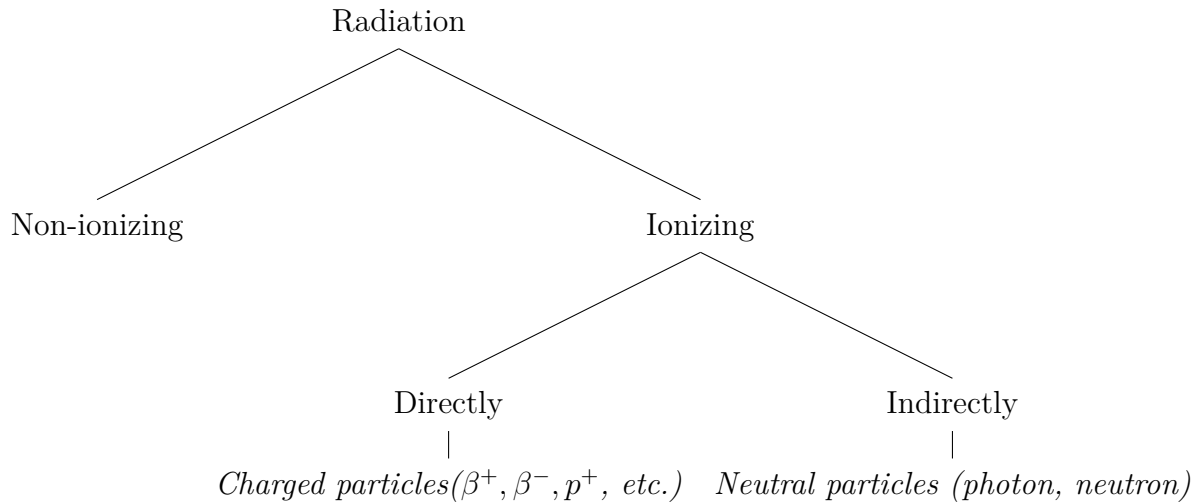 Radiation
Non-ionizing
Ionizing
Directly
Indirectly
Charged particles(β⁺, β⁻, p⁺, etc.)
Neutral particles (photon, neutron)